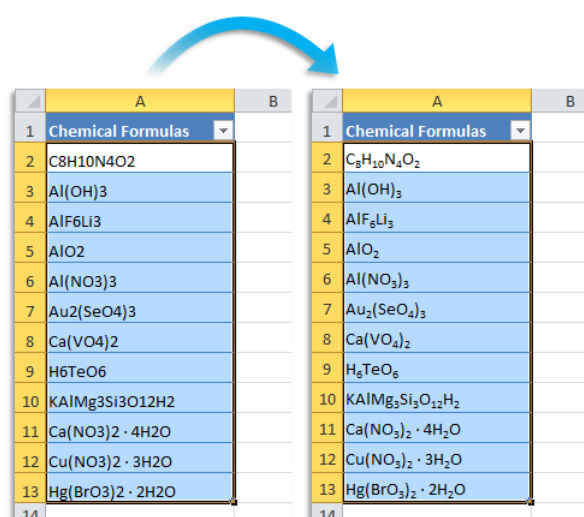 A B
1 Chemical Formulas
2 C8H10N4O2
3 Al(OH)3
4 AlF6Li3
5 AlO2
6 Al(NO3)3
7 Au2(SeO4)3
8 Ca(VO4)2
9 H6TeO6
10 KAlMg3Si3O12H2
11 Ca(NO3)2 · 4H2O
12 Cu(NO3)2 · 3H2O
13 Hg(BrO3)2 · 2H2O
14
A B
1 Chemical Formulas
2 C₈H₁₀N₄O₂
3 Al(OH)₃
4 AlF₆Li₃
5 AlO₂
6 Al(NO₃)₃
7 Au₂(SeO₄)₃
8 Ca(VO₄)₂
9 H₆TeO₆
10 KAlMg₃Si₃O₁₂H₂
11 Ca(NO₃)₂ · 4H₂O
12 Cu(NO₃)₂ · 3H₂O
13 Hg(BrO₃)₂ · 2H₂O
14